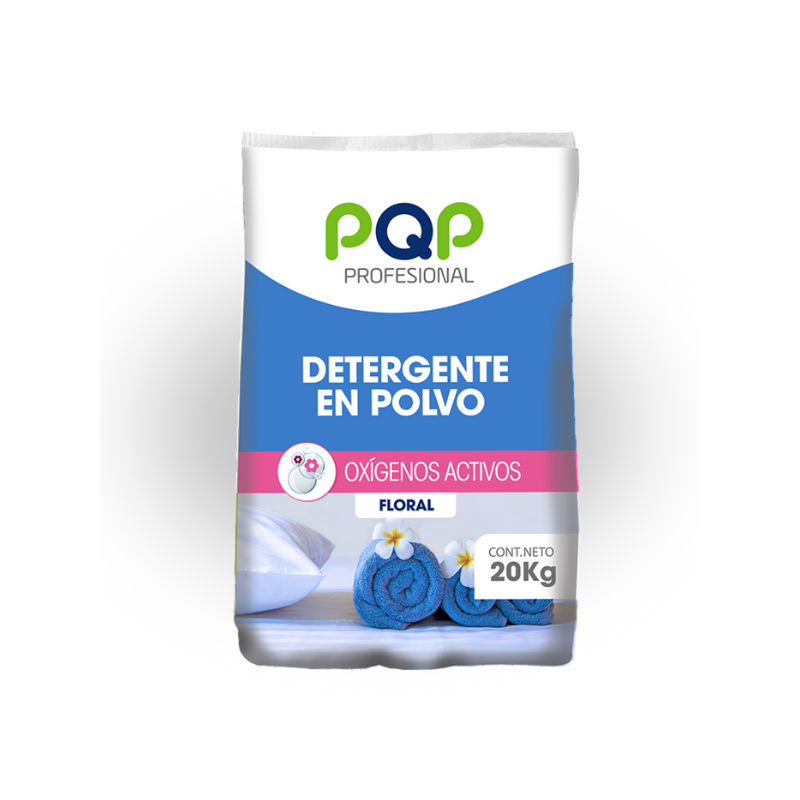 PQP
PROFESIONAL
DETERGENTE
EN POLVO
OXÍGENOS ACTIVOS
FLORAL
CONT.NETO
20Kg